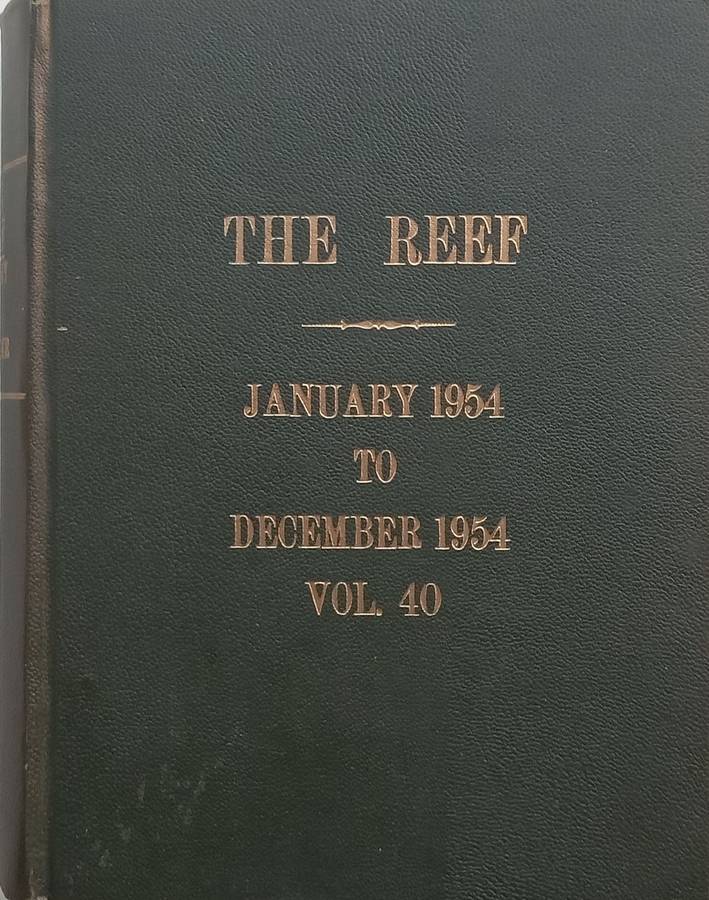 THE REEF
JANUARY 1954
TO
DECEMBER 1954
VOL. 40